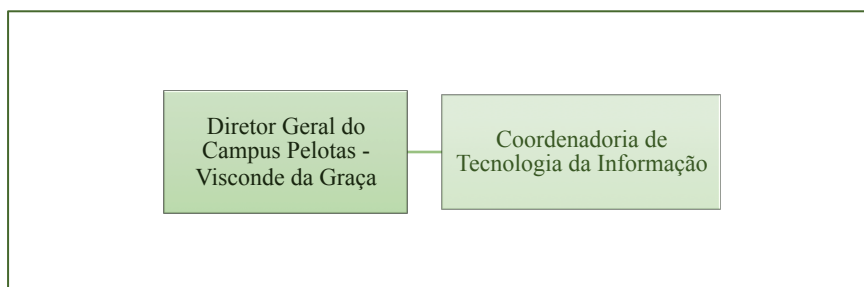 Diretor Geral do
Campus Pelotas -
Visconde da Graça
Coordenadoria de
Tecnologia da Informação